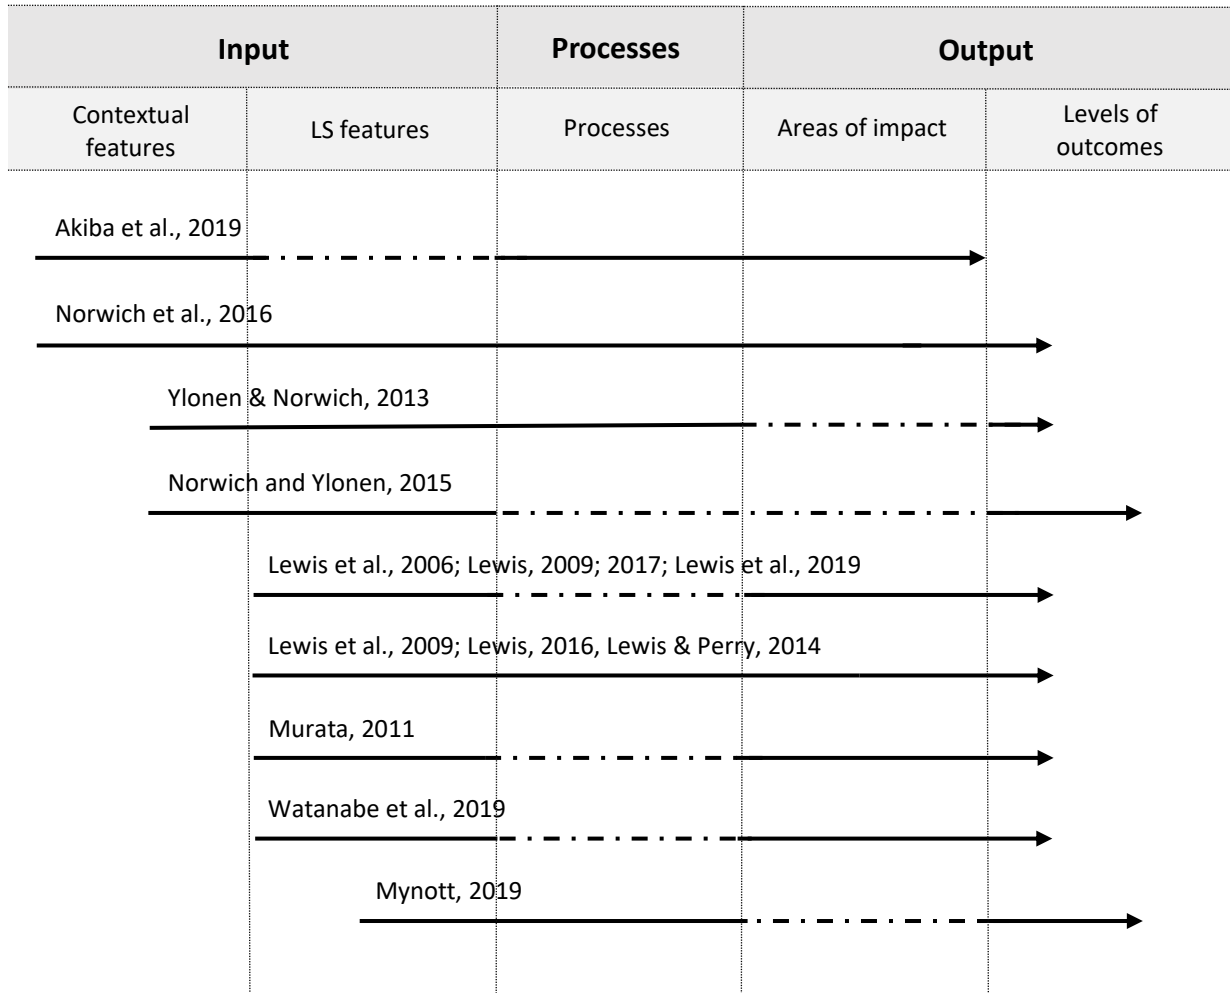 Input Processes Output
Contextual features LS features Processes Areas of impact Levels of outcomes
Akiba et al., 2019
Norwich et al., 2016
Ylonen & Norwich, 2013
Norwich and Ylonen, 2015
Lewis et al., 2006; Lewis, 2009; 2017; Lewis et al., 2019
Lewis et al., 2009; Lewis, 2016, Lewis & Perry, 2014
Murata, 2011
Watanabe et al., 2019
Mynott, 2019